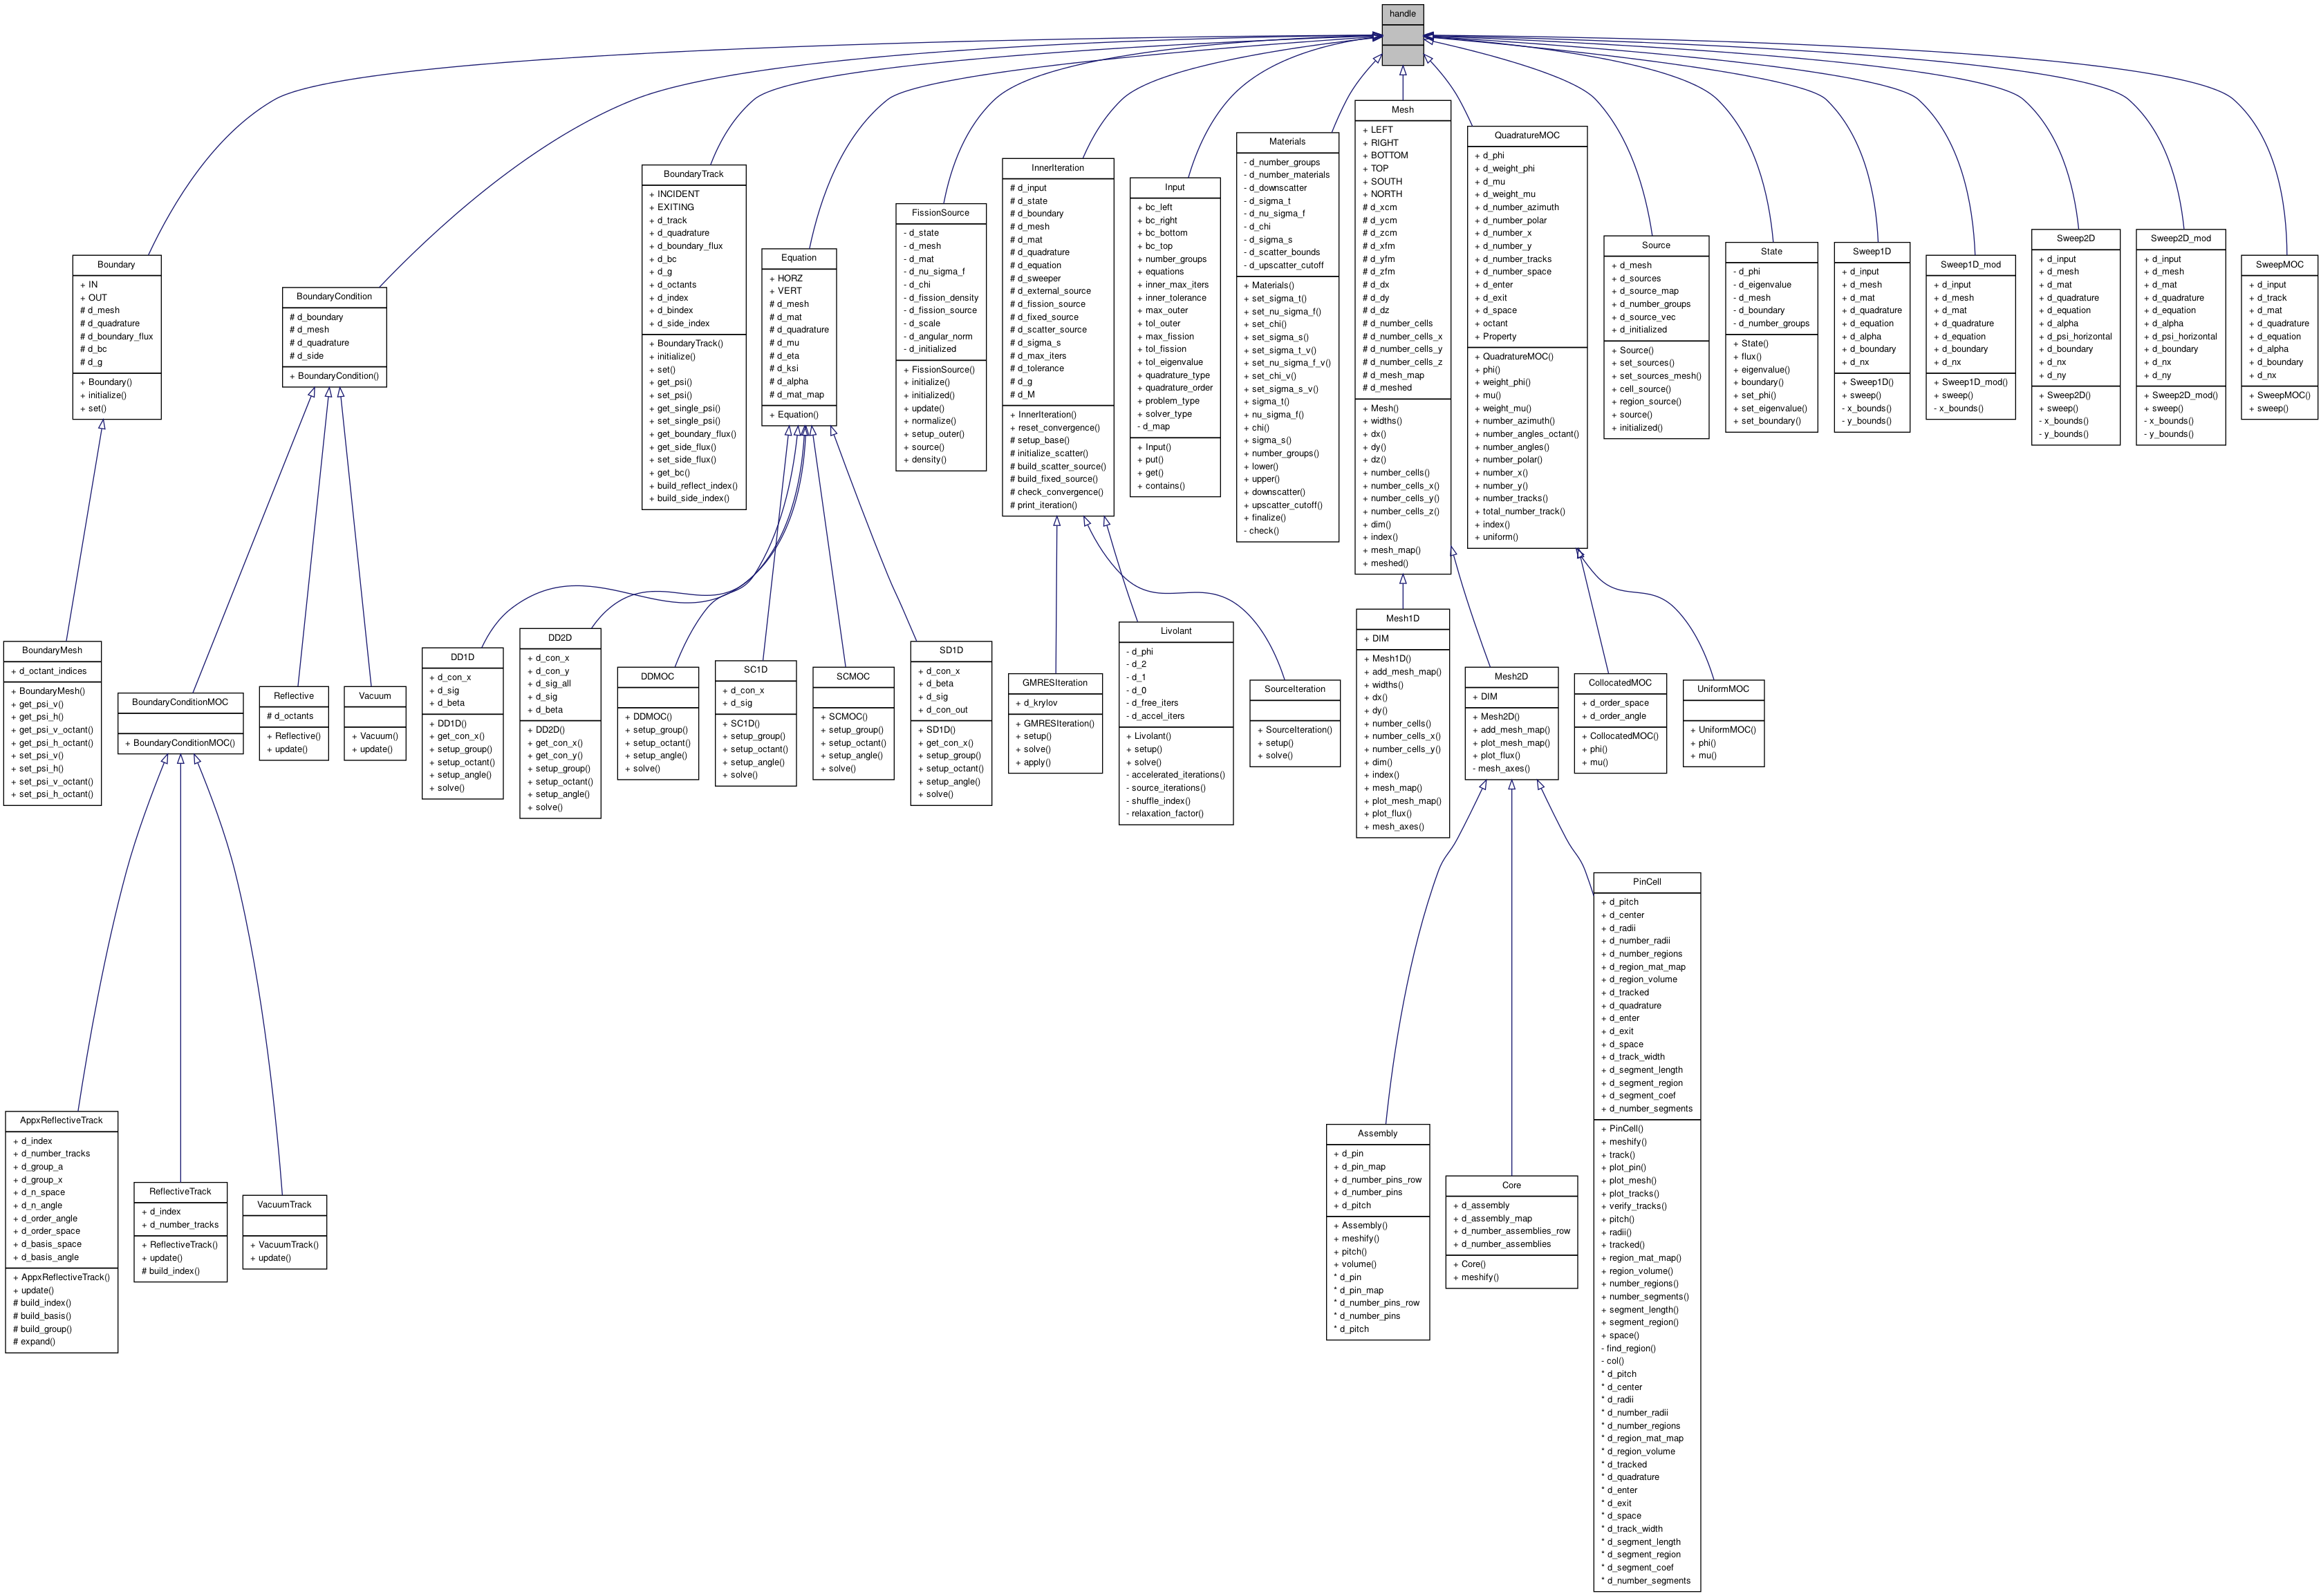 handle
Boundary
+ IN
+ OUT
# d_mesh
# d_quadrature
# d_boundary_flux
# d_bc
# d_g
+ Boundary()
+ initialize()
+ set()
BoundaryCondition
# d_boundary
# d_mesh
# d_quadrature
# d_side
+ BoundaryCondition()
BoundaryTrack
+ INCIDENT
+ EXITING
+ d_track
+ d_quadrature
+ d_boundary_flux
+ d_bc
+ d_g
+ d_octants
+ d_index
+ d_bindex
+ d_side_index
+ BoundaryTrack()
+ initialize()
+ set()
+ get_psi()
+ set_psi()
+ get_single_psi()
+ set_single_psi()
+ get_boundary_flux()
+ get_side_flux()
+ set_side_flux()
+ get_bc()
+ build_reflect_index()
+ build_side_index()
Equation
+ HORZ
+ VERT
# d_mesh
# d_mat
# d_quadrature
# d_mu
# d_eta
# d_ksi
# d_alpha
# d_mat_map
+ Equation()
FissionSource
- d_state
- d_mesh
- d_mat
- d_nu_sigma_f
- d_chi
- d_fission_density
- d_fission_source
- d_scale
- d_angular_norm
- d_initialized
+ FissionSource()
+ initialize()
+ initialized()
+ update()
+ normalize()
+ setup_outer()
+ source()
+ density()
InnerIteration
# d_input
# d_state
# d_boundary
# d_mesh
# d_mat
# d_quadrature
# d_equation
# d_sweeper
# d_external_source
# d_fission_source
# d_fixed_source
# d_scatter_source
# d_sigma_s
# d_max_iters
# d_tolerance
# d_g
# d_M
+ InnerIteration()
+ reset_convergence()
# setup_base()
# initialize_scatter()
# build_scatter_source()
# build_fixed_source()
# check_convergence()
# print_iteration()
Input
+ bc_left
+ bc_right
+ bc_bottom
+ bc_top
+ number_groups
+ equations
+ inner_max_iters
+ inner_tolerance
+ max_outer
+ tol_outer
+ max_fission
+ tol_fission
+ tol_eigenvalue
+ quadrature_type
+ quadrature_order
+ problem_type
+ solver_type
- d_map
+ Input()
+ put()
+ get()
+ contains()
Materials
- d_number_groups
- d_number_materials
- d_downscatter
- d_sigma_t
- d_nu_sigma_f
- d_chi
- d_sigma_s
- d_scatter_bounds
- d_upscatter_cutoff
+ Materials()
+ set_sigma_t()
+ set_nu_sigma_f()
+ set_chi()
+ set_sigma_s()
+ set_sigma_t_v()
+ set_nu_sigma_f_v()
+ set_chi_v()
+ set_sigma_s_v()
+ sigma_t()
+ nu_sigma_f()
+ chi()
+ sigma_s()
+ number_groups()
+ lower()
+ upper()
+ downscatter()
+ upscatter_cutoff()
+ finalize()
- check()
Mesh
+ LEFT
+ RIGHT
+ BOTTOM
+ TOP
+ SOUTH
+ NORTH
# d_xcm
# d_ycm
# d_zcm
# d_xfm
# d_yfm
# d_zfm
# d_dx
# d_dy
# d_dz
# d_number_cells
# d_number_cells_x
# d_number_cells_y
# d_number_cells_z
# d_mesh_map
# d_meshed
+ Mesh()
+ widths()
+ dx()
+ dy()
+ dz()
+ number_cells()
+ number_cells_x()
+ number_cells_y()
+ number_cells_z()
+ dim()
+ index()
+ mesh_map()
+ meshed()
QuadratureMOC
+ d_phi
+ d_weight_phi
+ d_mu
+ d_weight_mu
+ d_number_azimuth
+ d_number_polar
+ d_number_x
+ d_number_y
+ d_number_tracks
+ d_number_space
+ d_enter
+ d_exit
+ d_space
+ octant
+ Property
+ QuadratureMOC()
+ phi()
+ weight_phi()
+ mu()
+ weight_mu()
+ number_azimuth()
+ number_angles_octant()
+ number_angles()
+ number_polar()
+ number_x()
+ number_y()
+ number_tracks()
+ total_number_track()
+ index()
+ uniform()
Source
+ d_mesh
+ d_sources
+ d_source_map
+ d_number_groups
+ d_source_vec
+ d_initialized
+ Source()
+ set_sources()
+ set_sources_mesh()
+ cell_source()
+ region_source()
+ source()
+ initialized()
State
- d_phi
- d_eigenvalue
- d_mesh
- d_boundary
- d_number_groups
+ State()
+ flux()
+ eigenvalue()
+ boundary()
+ set_phi()
+ set_eigenvalue()
+ set_boundary()
Sweep1D
+ d_input
+ d_mesh
+ d_mat
+ d_quadrature
+ d_equation
+ d_alpha
+ d_boundary
+ d_nx
+ Sweep1D()
+ sweep()
- x_bounds()
- y_bounds()
Sweep1D_mod
+ d_input
+ d_mesh
+ d_mat
+ d_quadrature
+ d_equation
+ d_boundary
+ d_nx
+ Sweep1D_mod()
+ sweep()
- x_bounds()
Sweep2D
+ d_input
+ d_mesh
+ d_mat
+ d_quadrature
+ d_equation
+ d_alpha
+ d_psi_horizontal
+ d_boundary
+ d_nx
+ d_ny
+ Sweep2D()
+ sweep()
- x_bounds()
- y_bounds()
Sweep2D_mod
+ d_input
+ d_mesh
+ d_mat
+ d_quadrature
+ d_equation
+ d_alpha
+ d_psi_horizontal
+ d_boundary
+ d_nx
+ d_ny
+ Sweep2D_mod()
+ sweep()
- x_bounds()
- y_bounds()
SweepMOC
+ d_input
+ d_track
+ d_mat
+ d_quadrature
+ d_equation
+ d_alpha
+ d_boundary
+ d_nx
+ SweepMOC()
+ sweep()
BoundaryMesh
+ d_octant_indices
+ BoundaryMesh()
+ get_psi_v()
+ get_psi_h()
+ get_psi_v_octant()
+ get_psi_h_octant()
+ set_psi_v()
+ set_psi_h()
+ set_psi_v_octant()
+ set_psi_h_octant()
BoundaryConditionMOC
+ BoundaryConditionMOC()
Reflective
# d_octants
+ Reflective()
+ update()
Vacuum
+ Vacuum()
+ update()
DD1D
+ d_con_x
+ d_sig
+ d_beta
+ DD1D()
+ get_con_x()
+ setup_group()
+ setup_octant()
+ setup_angle()
+ solve()
DD2D
+ d_con_x
+ d_con_y
+ d_sig_all
+ d_sig
+ d_beta
+ DD2D()
+ get_con_x()
+ get_con_y()
+ setup_group()
+ setup_octant()
+ setup_angle()
+ solve()
DDMOC
+ DDMOC()
+ setup_group()
+ setup_octant()
+ setup_angle()
+ solve()
SC1D
+ d_con_x
+ d_sig
+ SC1D()
+ setup_group()
+ setup_octant()
+ setup_angle()
+ solve()
SCMOC
+ SCMOC()
+ setup_group()
+ setup_octant()
+ setup_angle()
+ solve()
SD1D
+ d_con_x
+ d_beta
+ d_sig
+ d_con_out
+ SD1D()
+ get_con_x()
+ setup_group()
+ setup_octant()
+ setup_angle()
+ solve()
GMRESIteration
+ d_krylov
+ GMRESIteration()
+ setup()
+ solve()
+ apply()
Livolant
- d_phi
- d_2
- d_1
- d_0
- d_free_iters
- d_accel_iters
+ Livolant()
+ setup()
+ solve()
- accelerated_iterations()
- source_iterations()
- shuffle_index()
- relaxation_factor()
SourceIteration
+ SourceIteration()
+ setup()
+ solve()
Mesh1D
+ DIM
+ Mesh1D()
+ add_mesh_map()
+ widths()
+ dx()
+ dy()
+ number_cells()
+ number_cells_x()
+ number_cells_y()
+ dim()
+ index()
+ mesh_map()
+ plot_mesh_map()
+ plot_flux()
+ mesh_axes()
Mesh2D
+ DIM
+ Mesh2D()
+ add_mesh_map()
+ plot_mesh_map()
+ plot_flux()
- mesh_axes()
CollocatedMOC
+ d_order_space
+ d_order_angle
+ CollocatedMOC()
+ phi()
+ mu()
UniformMOC
+ UniformMOC()
+ phi()
+ mu()
AppxReflectiveTrack
+ d_index
+ d_number_tracks
+ d_group_a
+ d_group_x
+ d_n_space
+ d_n_angle
+ d_order_angle
+ d_order_space
+ d_basis_space
+ d_basis_angle
+ AppxReflectiveTrack()
+ update()
# build_index()
# build_basis()
# build_group()
# expand()
ReflectiveTrack
+ d_index
+ d_number_tracks
+ ReflectiveTrack()
+ update()
# build_index()
VacuumTrack
+ VacuumTrack()
+ update()
Assembly
+ d_pin
+ d_pin_map
+ d_number_pins_row
+ d_number_pins
+ d_pitch
+ Assembly()
+ meshify()
+ pitch()
+ volume()
* d_pin
* d_pin_map
* d_number_pins_row
* d_number_pins
* d_pitch
Core
+ d_assembly
+ d_assembly_map
+ d_number_assemblies_row
+ d_number_assemblies
+ Core()
+ meshify()
PinCell
+ d_pitch
+ d_center
+ d_radii
+ d_number_radii
+ d_number_regions
+ d_region_mat_map
+ d_region_volume
+ d_tracked
+ d_quadrature
+ d_enter
+ d_exit
+ d_space
+ d_track_width
+ d_segment_length
+ d_segment_region
+ d_segment_coef
+ d_number_segments
+ PinCell()
+ meshify()
+ track()
+ plot_pin()
+ plot_mesh()
+ plot_tracks()
+ verify_tracks()
+ pitch()
+ radii()
+ tracked()
+ region_mat_map()
+ region_volume()
+ number_regions()
+ number_segments()
+ segment_length()
+ segment_region()
+ space()
- find_region()
- col()
* d_pitch
* d_center
* d_radii
* d_number_radii
* d_number_regions
* d_region_mat_map
* d_region_volume
* d_tracked
* d_quadrature
* d_enter
* d_exit
* d_space
* d_track_width
* d_segment_length
* d_segment_region
* d_segment_coef
* d_number_segments